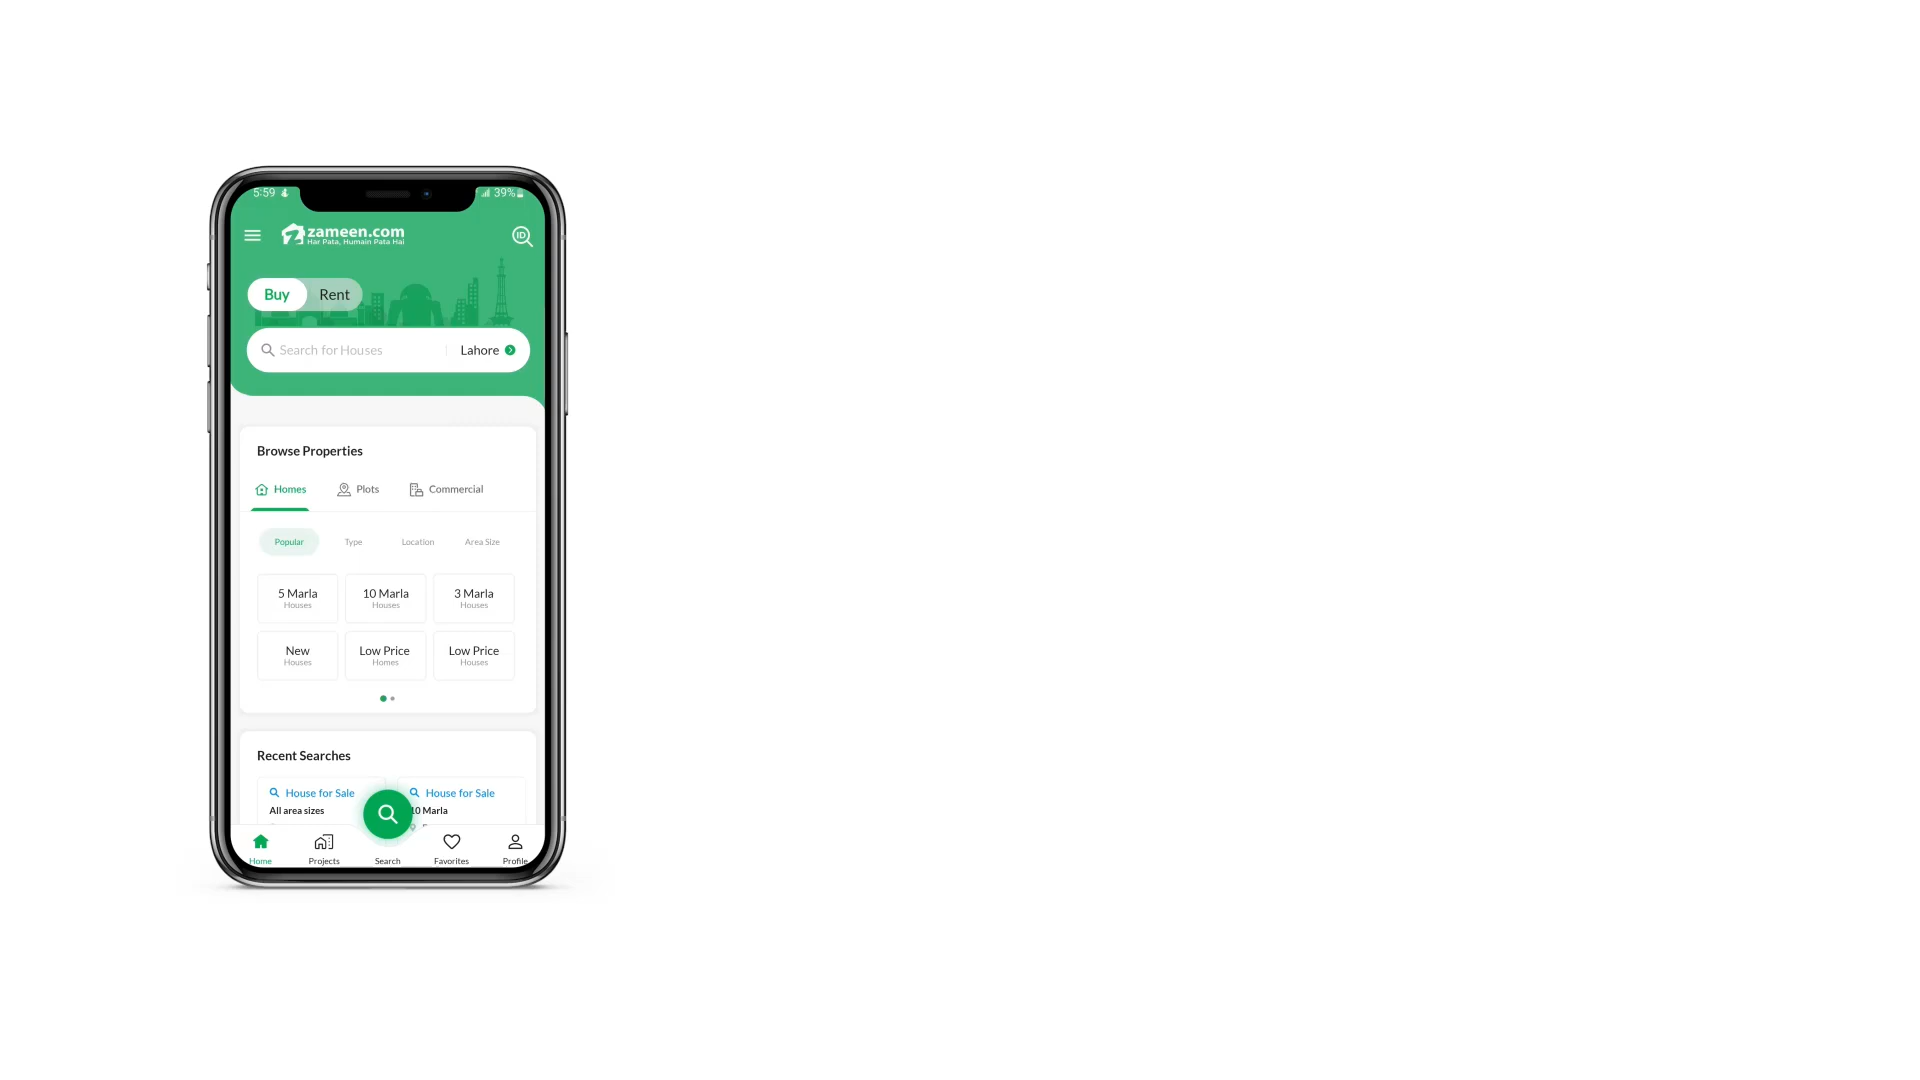 5:59 39%
zameen.com
Har Pata, Humain Pata Hai
ID
Buy Rent
Search for Houses Lahore
Browse Properties
Homes Plots Commercial
Popular Type Location Area Size
5 Marla 10 Marla 3 Marla
Houses Houses Houses
New Low Price Low Price
Houses Homes Houses
Recent Searches
House for Sale House for Sale
All area sizes 10 Marla
Home Projects Search Favorites Profile